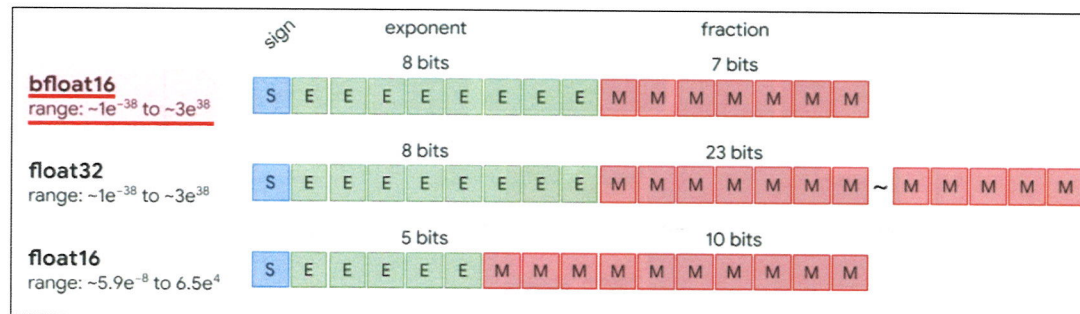 sign exponent fraction
8 bits 7 bits
bfloat16
range: ~1e⁻³⁸ to ~3e³⁸
S E E E E E E E E M M M M M M M
8 bits 23 bits
float32
range: ~1e⁻³⁸ to ~3e³⁸
S E E E E E E E E M M M M M M M ~ M M M M M
5 bits 10 bits
float16
range: ~5.9e⁻⁸ to 6.5e⁴
S E E E E E M M M M M M M M M M